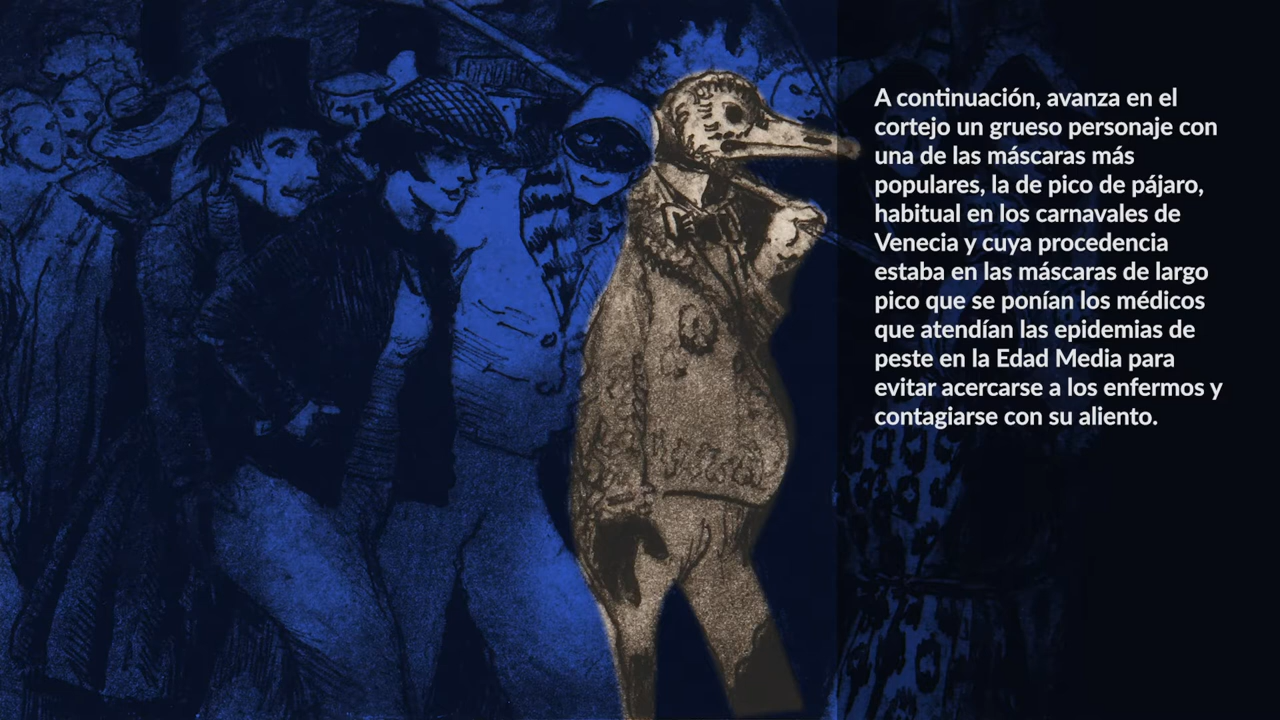 A continuación, avanza en el
cortejo un grueso personaje con
una de las máscaras más
populares, la de pico de pájaro,
habitual en los carnavales de
Venecia y cuya procedencia
estaba en las máscaras de largo
pico que se ponían los médicos
que atendían las epidemias de
peste en la Edad Media para
evitar acercarse a los enfermos y
contagiarse con su aliento.